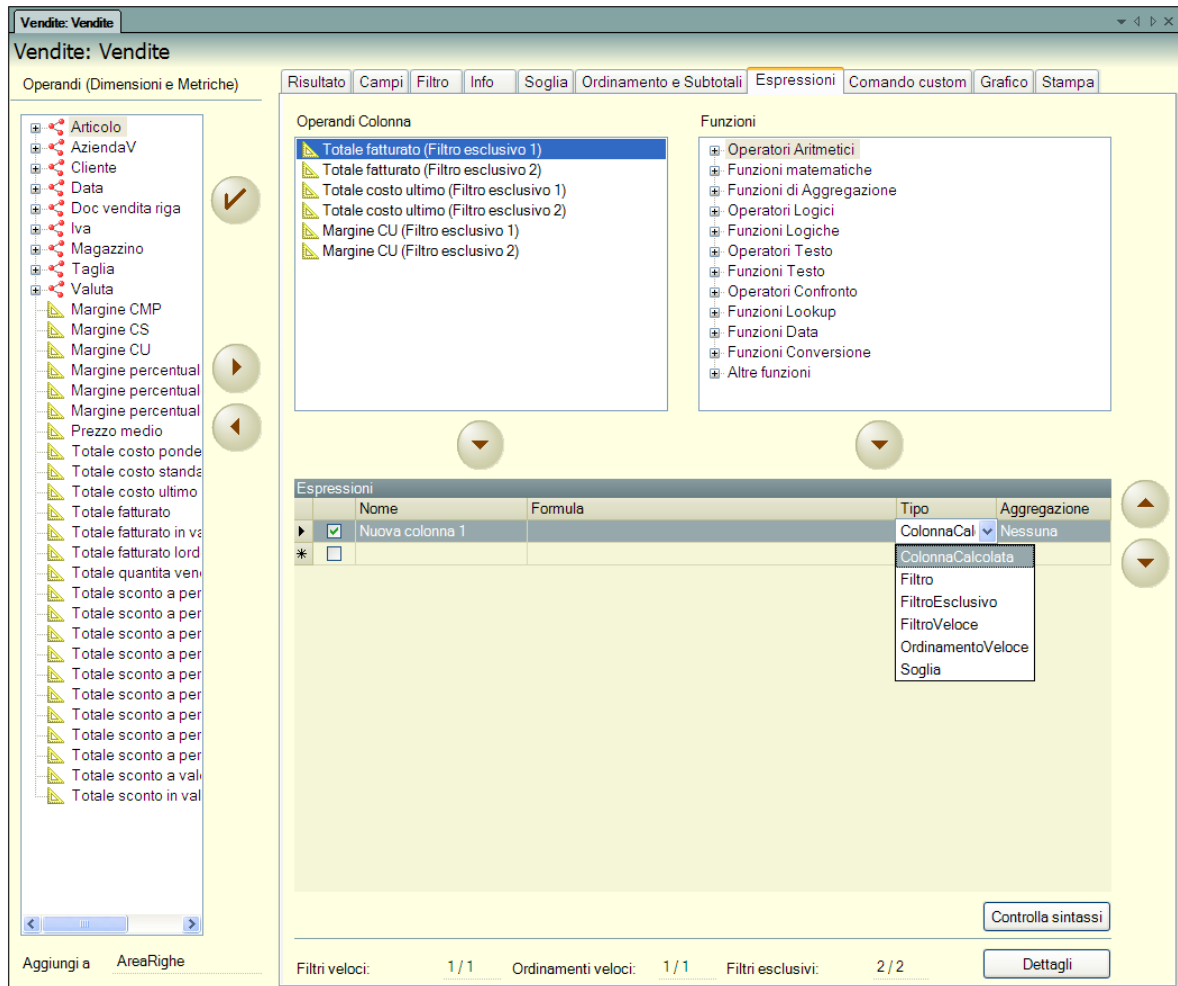 Vendite: Vendite
Vendite: Vendite
Operandi (Dimensioni e Metriche)
Risultato
Campi
Filtro
Info
Soglia
Ordinamento e Subtotali
Espressioni
Comando custom
Grafico
Stampa
Articolo
AziendaV
Cliente
Data
Doc vendita riga
Iva
Magazzino
Taglia
Valuta
Margine CMP
Margine CS
Margine CU
Margine percentual
Margine percentual
Margine percentual
Prezzo medio
Totale costo ponde
Totale costo standa
Totale costo ultimo
Totale fatturato
Totale fatturato in va
Totale fatturato lord
Totale quantita ven
Totale sconto a per
Totale sconto a per
Totale sconto a per
Totale sconto a per
Totale sconto a per
Totale sconto a per
Totale sconto a per
Totale sconto a per
Totale sconto a per
Totale sconto a val
Totale sconto in val
Aggiungi a AreaRighe
Operandi Colonna
Totale fatturato (Filtro esclusivo 1)
Totale fatturato (Filtro esclusivo 2)
Totale costo ultimo (Filtro esclusivo 1)
Totale costo ultimo (Filtro esclusivo 2)
Margine CU (Filtro esclusivo 1)
Margine CU (Filtro esclusivo 2)
Funzioni
Operatori Aritmetici
Funzioni matematiche
Funzioni di Aggregazione
Operatori Logici
Funzioni Logiche
Operatori Testo
Funzioni Testo
Operatori Confronto
Funzioni Lookup
Funzioni Data
Funzioni Conversione
Altre funzioni
Espressioni
Nome Formula Tipo Aggregazione
Nuova colonna 1 ColonnaCal Nessuna
ColonnaCalcolata
Filtro
FiltroEsclusivo
FiltroVeloce
OrdinamentoVeloce
Soglia
Controlla sintassi
Filtri veloci: 1 / 1 Ordinamenti veloci: 1 / 1 Filtri esclusivi: 2 / 2
Dettagli